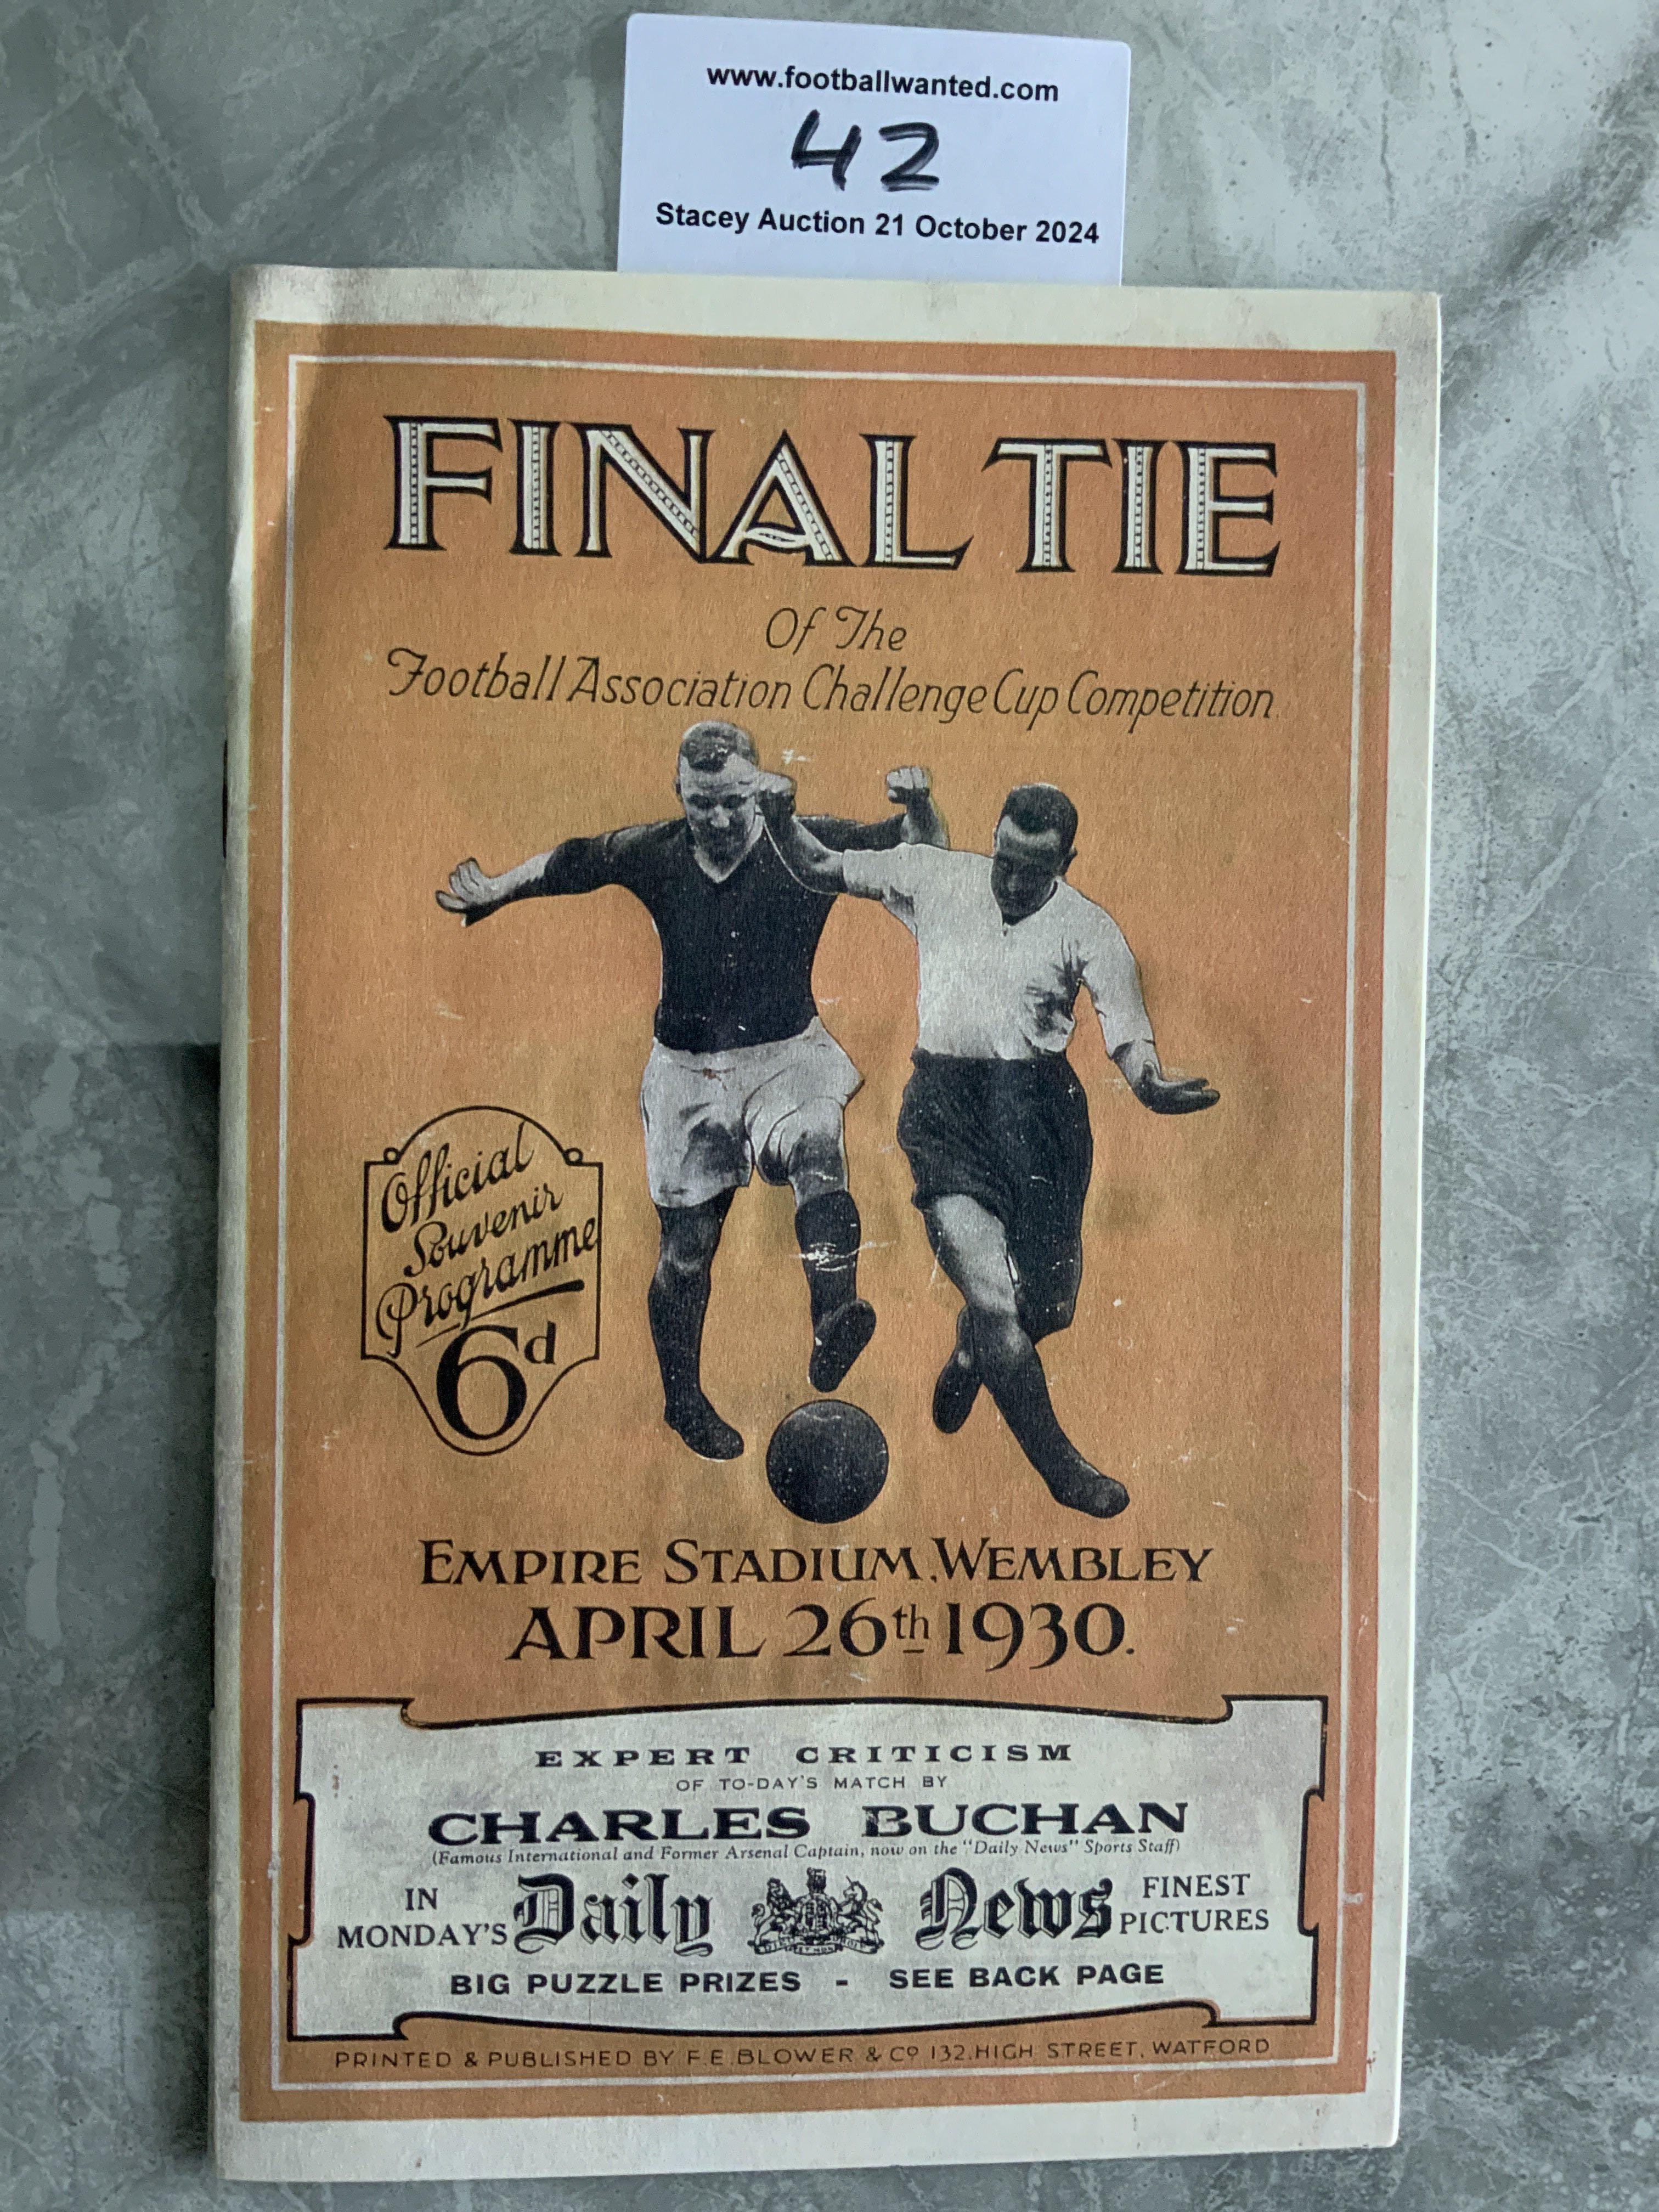 www.footballwanted.com
42
Stacey Auction 21 October 2024
FINAL TIE
Of The
Football Association Challenge Cup Competition.
Official
Souvenir
Programme
6d
EMPIRE STADIUM, WEMBLEY
APRIL 26th 1930.
EXPERT CRITICISM
OF TO-DAY'S MATCH BY
CHARLES BUCHAN
(Famous International and Former Arsenal Captain, now on the "Daily News" Sports Staff)
IN MONDAY'S Daily News FINEST PICTURES
BIG PUZZLE PRIZES - SEE BACK PAGE
PRINTED & PUBLISHED BY F.E. BLOWER & Co 132, HIGH STREET, WATFORD